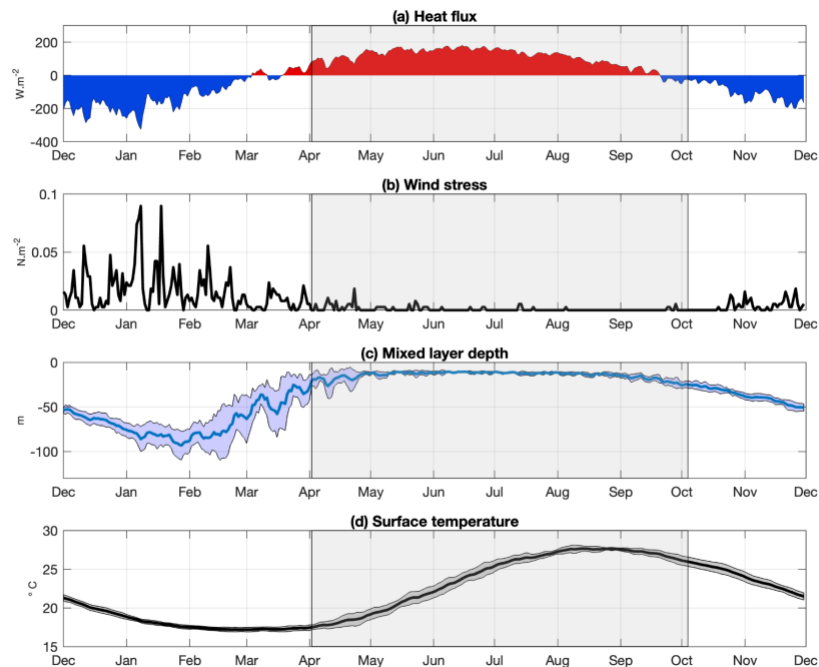 (a) Heat flux
200
0
-200
-400
W.m⁻²
Dec Jan Feb Mar Apr May Jun Jul Aug Sep Oct Nov Dec
(b) Wind stress
0.1
0.05
0
N.m⁻²
Dec Jan Feb Mar Apr May Jun Jul Aug Sep Oct Nov Dec
(c) Mixed layer depth
0
-50
-100
m
Dec Jan Feb Mar Apr May Jun Jul Aug Sep Oct Nov Dec
(d) Surface temperature
30
25
20
15
° C
Dec Jan Feb Mar Apr May Jun Jul Aug Sep Oct Nov Dec